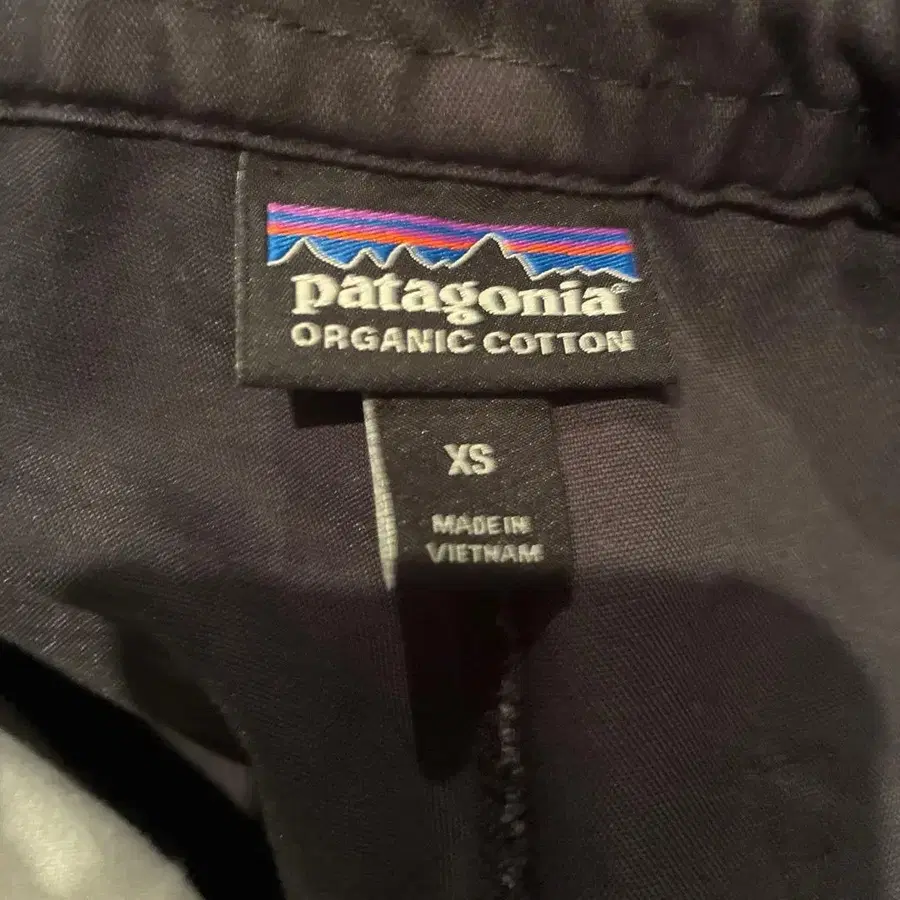 patagonia®
ORGANIC COTTON
XS
MADE IN
VIETNAM